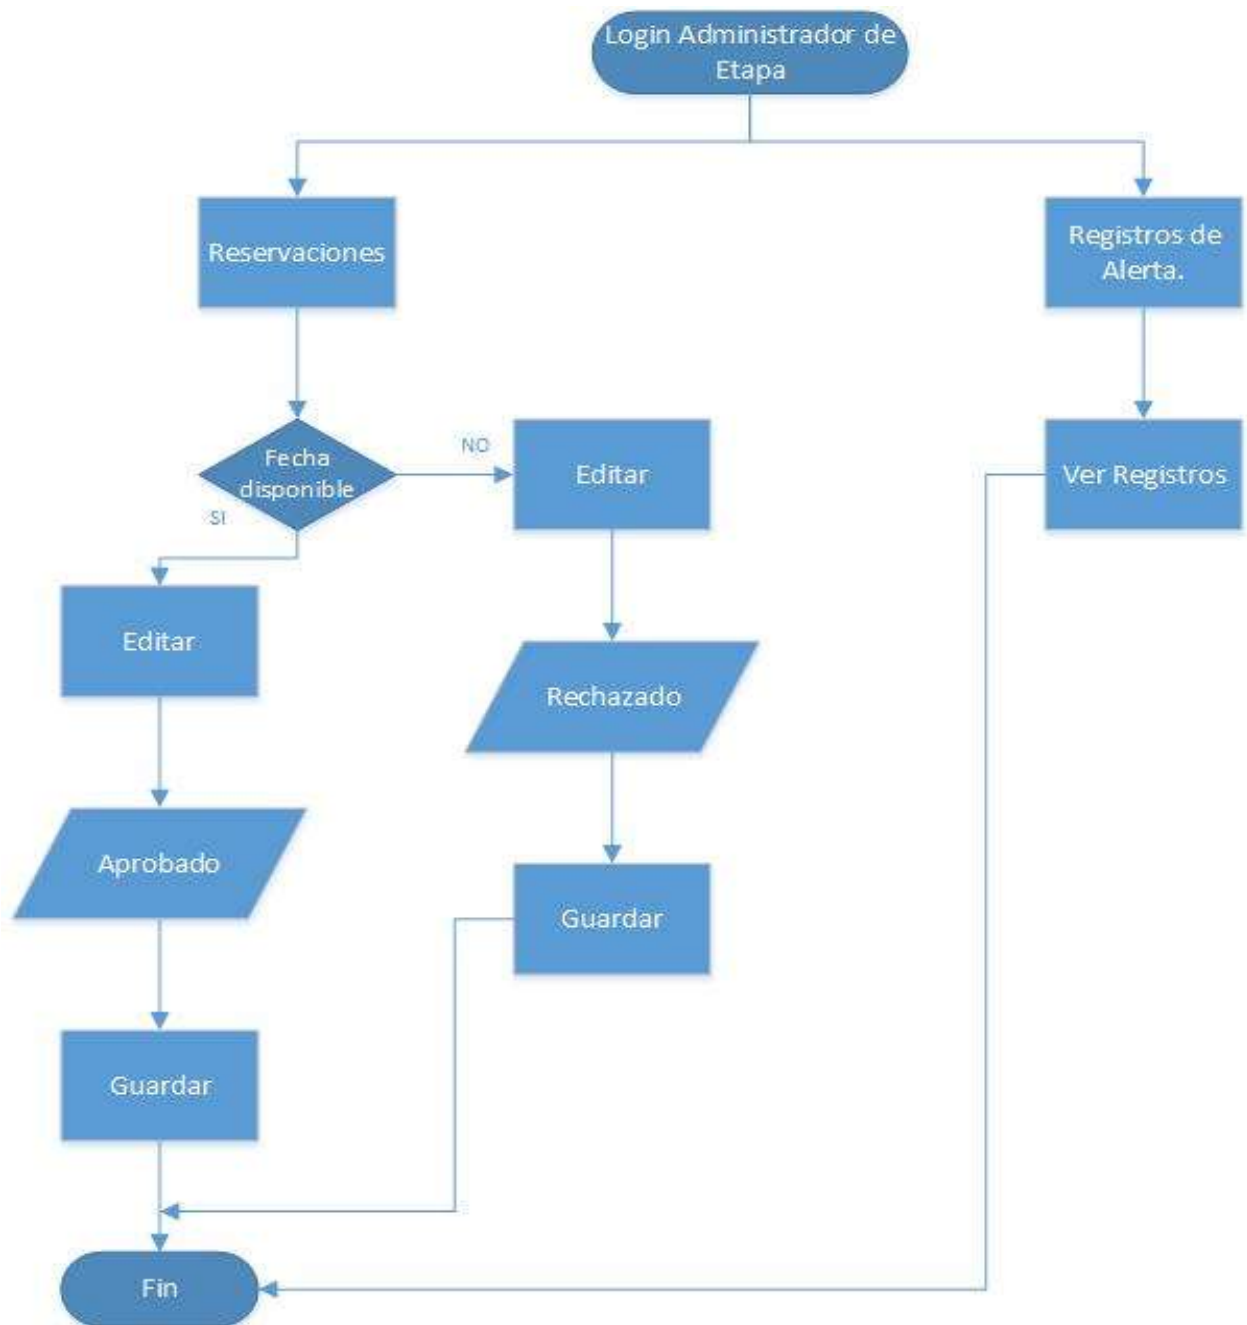 Login Administrador de
Etapa
Reservaciones
Registros de
Alerta.
Fecha
disponible
NO
SI
Editar
Ver Registros
Editar
Rechazado
Aprobado
Guardar
Guardar
Fin